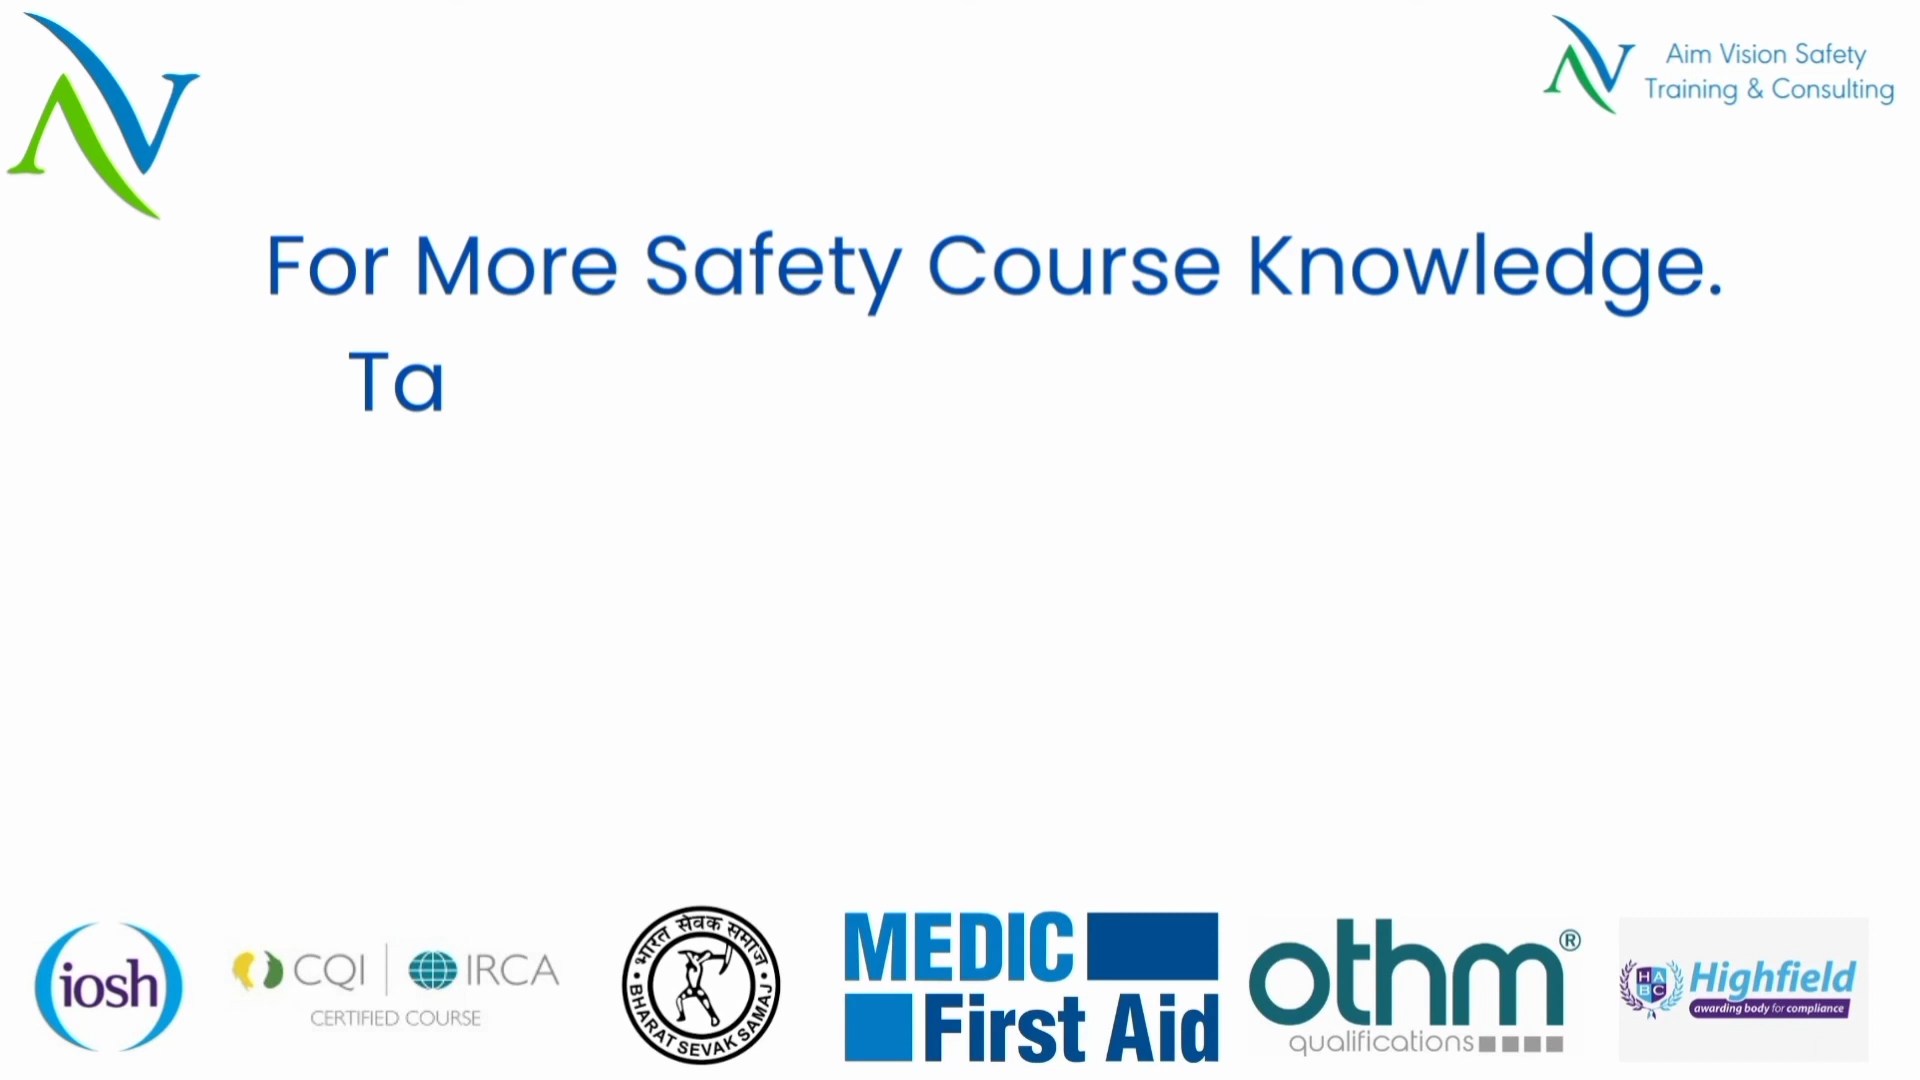 Aim Vision Safety
Training & Consulting
For More Safety Course Knowledge.
Ta
iosh
CQI | IRCA
CERTIFIED COURSE
भारत सेवक समाज
BHARAT SEVAK SAMAJ
MEDIC
First Aid
othm®
qualifications
HABC
Highfield
awarding body for compliance